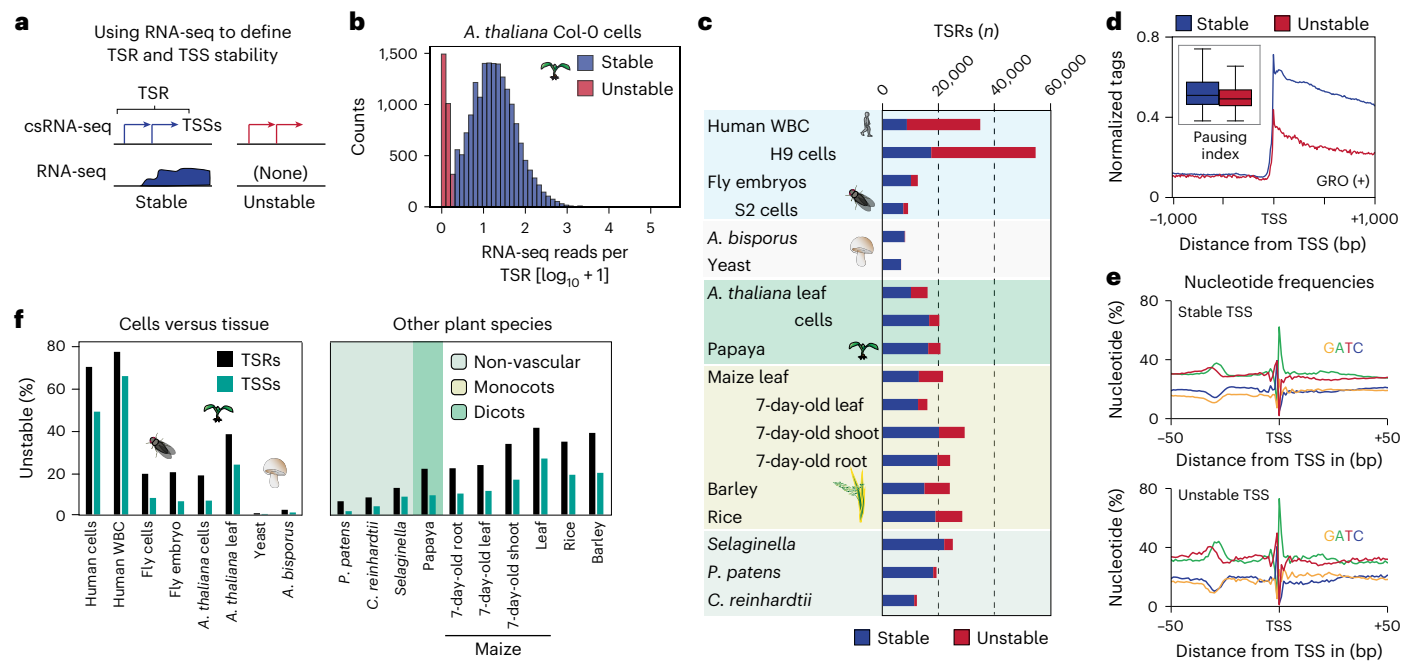 a
Using RNA-seq to define
TSR and TSS stability
TSR
csRNA-seq
TSSs
RNA-seq
(None)
Stable
Unstable
b
A. thaliana Col-0 cells
Stable
Unstable
Counts
1,500
1,000
500
0
0 1 2 3 4 5
RNA-seq reads per
TSR [log10 + 1]
c
TSRs (n)
0 20,000 40,000 60,000
Human WBC
H9 cells
Fly embryos
S2 cells
A. bisporus
Yeast
A. thaliana leaf
cells
Papaya
Maize leaf
7-day-old leaf
7-day-old shoot
7-day-old root
Barley
Rice
Selaginella
P. patens
C. reinhardtii
Stable Unstable
d
Stable Unstable
Normalized tags
0.8
0.4
0
Pausing
index
GRO (+)
−1,000 TSS +1,000
Distance from TSS (bp)
e
Nucleotide frequencies
Nucleotide (%)
80
40
0
Stable TSS
GATC
−50 TSS +50
Distance from TSS in (bp)
Nucleotide (%)
80
40
0
Unstable TSS
GATC
−50 TSS +50
Distance from TSS in (bp)
f
Cells versus tissue
Unstable (%)
80
60
40
20
0
TSRs
TSSs
Human cells
Human WBC
Fly cells
Fly embryo
A. thaliana cells
A. thaliana leaf
Yeast
A. bisporus
Other plant species
Non-vascular
Monocots
Dicots
P. patens
C. reinhardtii
Selaginella
Papaya
7-day-old root
7-day-old leaf
7-day-old shoot
Leaf
Rice
Barley
Maize